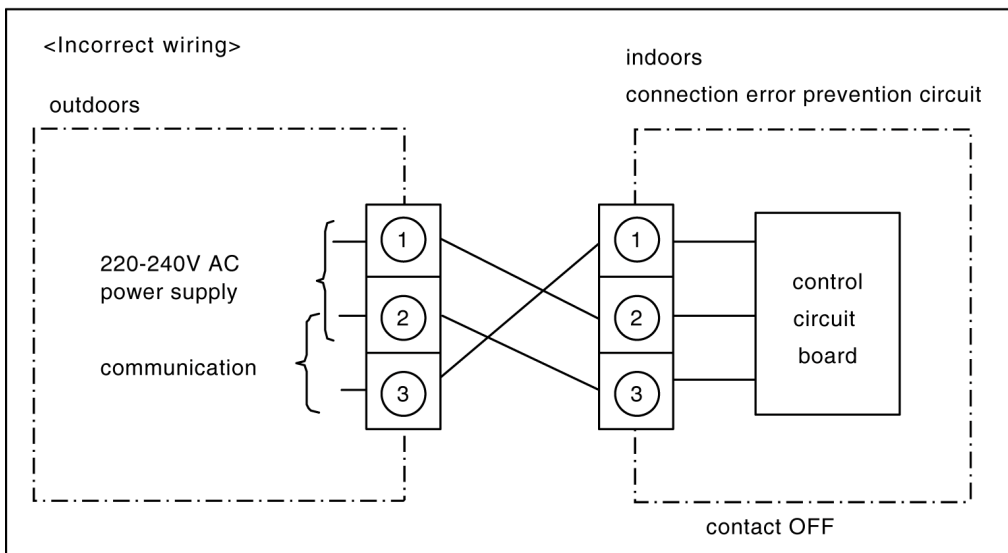 <Incorrect wiring>
indoors
connection error prevention circuit
outdoors
220-240V AC
power supply
communication
1
2
3
1
2
3
control
circuit
board
contact OFF